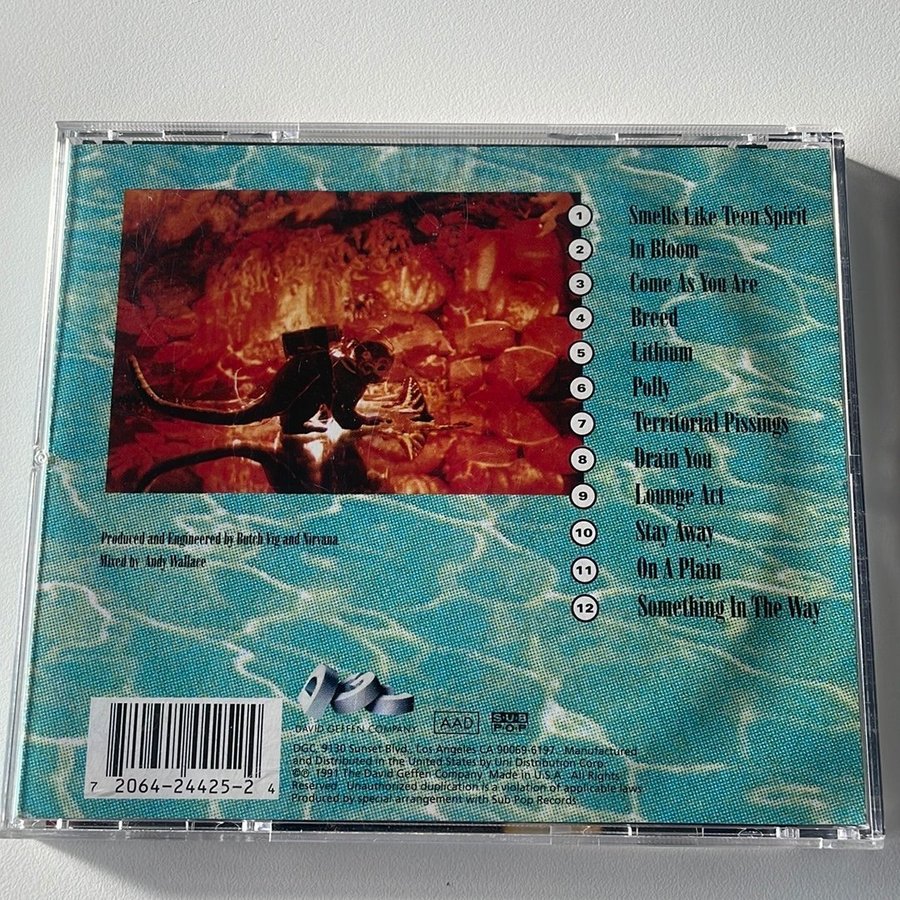 1 Smells Like Teen Spirit
2 In Bloom
3 Come As You Are
4 Breed
5 Lithium
6 Polly
7 Territorial Pissings
8 Drain You
9 Lounge Act
10 Stay Away
11 On A Plain
12 Something In The Way
Produced and Engineered by Butch Vig and Nirvana
Mixed by Andy Wallace
DAVID GEFFEN COMPANY
AAD
SUB
POP
DGC, 9130 Sunset Blvd., Los Angeles CA 90069-6197. Manufactured
and Distributed in the United States by Uni Distribution Corp.
©℗ 1991 The David Geffen Company. Made in U.S.A. All Rights
Reserved. Unauthorized duplication is a violation of applicable laws.
Produced by special arrangement with Sub Pop Records
7 2064-24425-2 4